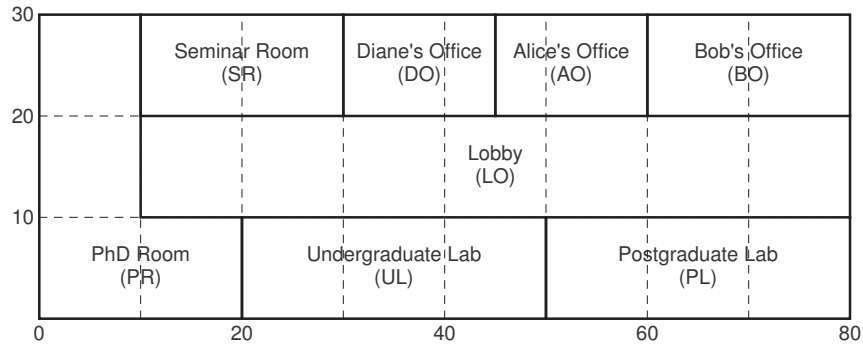 30
Seminar Room
(SR)
Diane's Office
(DO)
Alice's Office
(AO)
Bob's Office
(BO)
20
Lobby
(LO)
10
PhD Room
(PR)
Undergraduate Lab
(UL)
Postgraduate Lab
(PL)
0
20
40
60
80